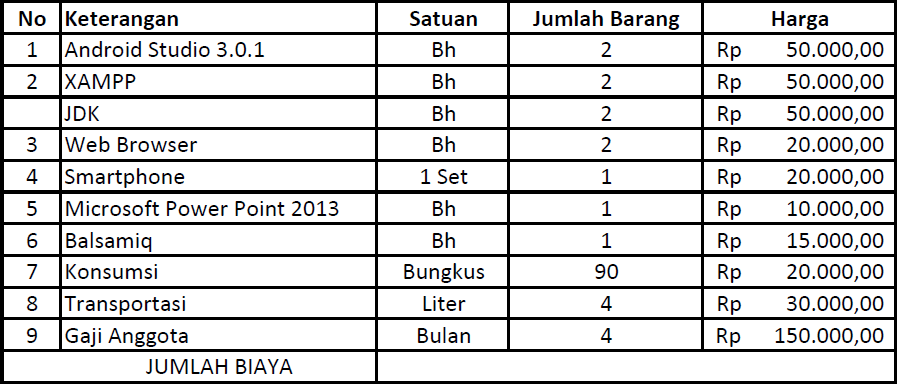 No Keterangan Satuan Jumlah Barang Harga
1 Android Studio 3.0.1 Bh 2 Rp 50.000,00
2 XAMPP Bh 2 Rp 50.000,00
JDK Bh 2 Rp 50.000,00
3 Web Browser Bh 2 Rp 20.000,00
4 Smartphone 1 Set 1 Rp 20.000,00
5 Microsoft Power Point 2013 Bh 1 Rp 10.000,00
6 Balsamiq Bh 1 Rp 15.000,00
7 Konsumsi Bungkus 90 Rp 20.000,00
8 Transportasi Liter 4 Rp 30.000,00
9 Gaji Anggota Bulan 4 Rp 150.000,00
JUMLAH BIAYA